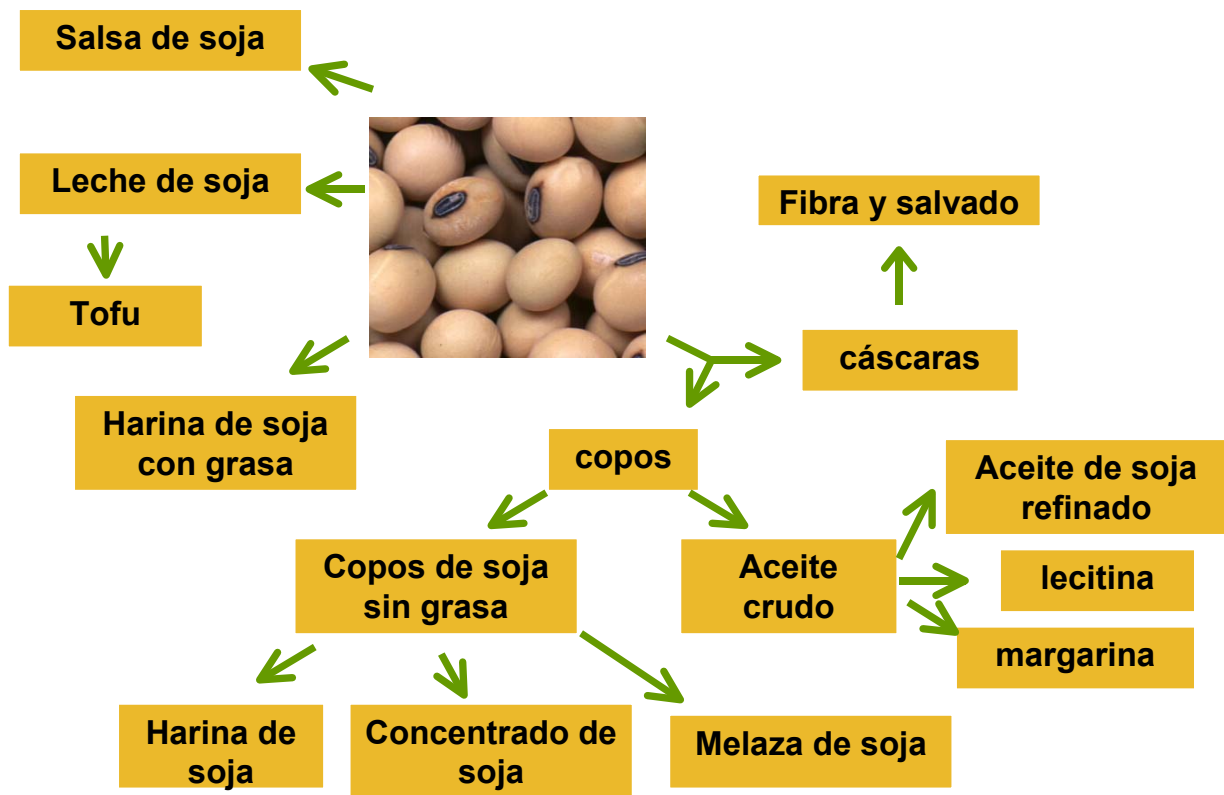 Salsa de soja
Leche de soja
Fibra y salvado
Tofu
cáscaras
Harina de soja
con grasa
copos
Aceite de soja
refinado
Copos de soja
sin grasa
Aceite
crudo
lecitina
margarina
Harina de
soja
Concentrado de
soja
Melaza de soja